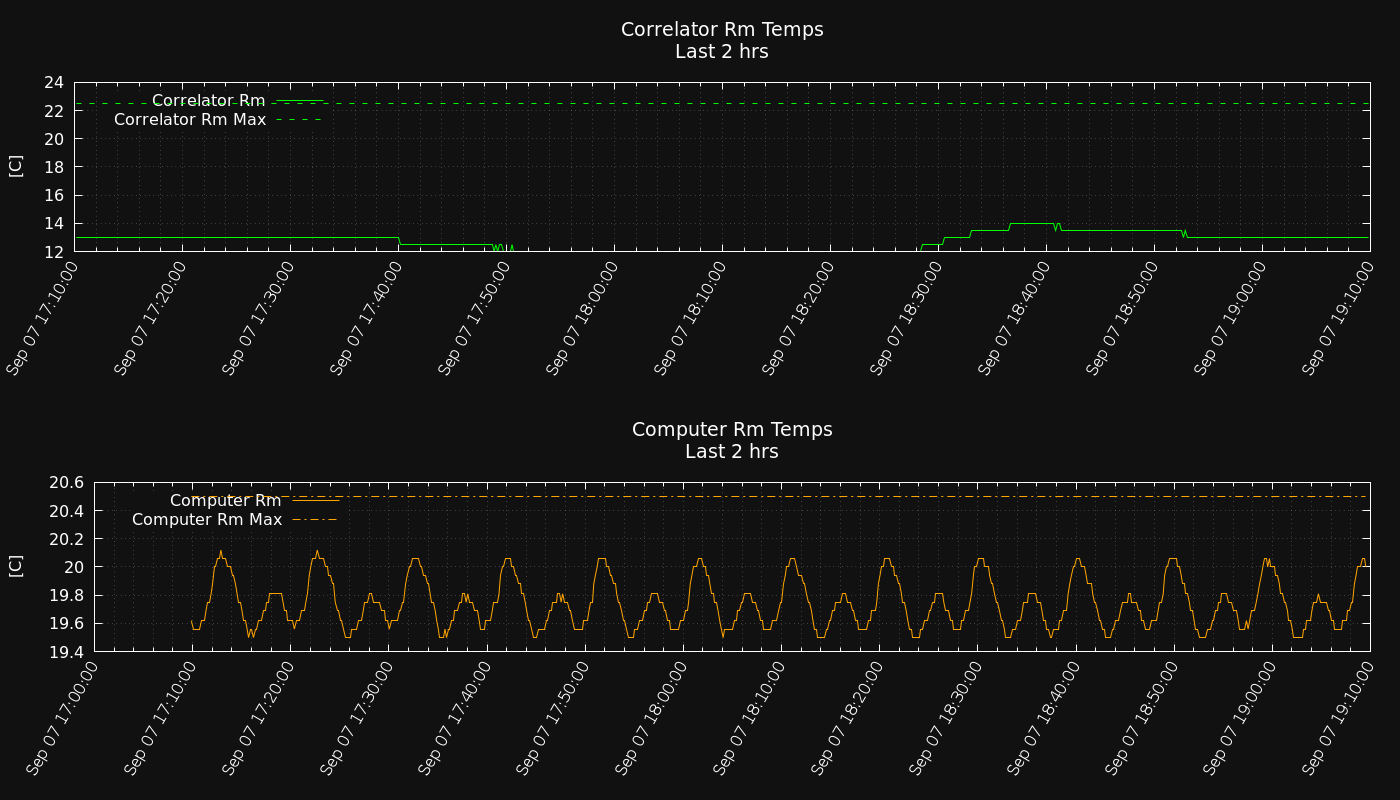 Correlator Rm Temps
Last 2 hrs
24
22
20
18
16
14
12
[C]
Correlator Rm
Correlator Rm Max
Sep 07 17:10:00
Sep 07 17:20:00
Sep 07 17:30:00
Sep 07 17:40:00
Sep 07 17:50:00
Sep 07 18:00:00
Sep 07 18:10:00
Sep 07 18:20:00
Sep 07 18:30:00
Sep 07 18:40:00
Sep 07 18:50:00
Sep 07 19:00:00
Sep 07 19:10:00
Computer Rm Temps
Last 2 hrs
20.6
20.4
20.2
20
19.8
19.6
19.4
[C]
Computer Rm
Computer Rm Max
Sep 07 17:00:00
Sep 07 17:10:00
Sep 07 17:20:00
Sep 07 17:30:00
Sep 07 17:40:00
Sep 07 17:50:00
Sep 07 18:00:00
Sep 07 18:10:00
Sep 07 18:20:00
Sep 07 18:30:00
Sep 07 18:40:00
Sep 07 18:50:00
Sep 07 19:00:00
Sep 07 19:10:00